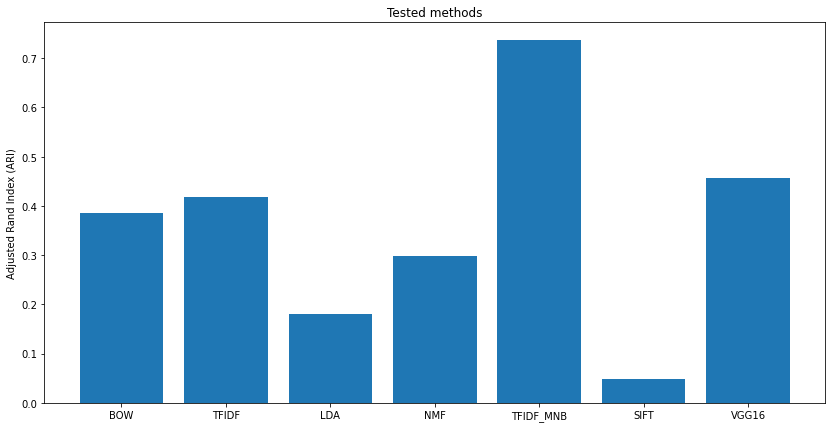 Tested methods
Adjusted Rand Index (ARI)
0.7
0.6
0.5
0.4
0.3
0.2
0.1
0.0
BOW TFIDF LDA NMF TFIDF_MNB SIFT VGG16